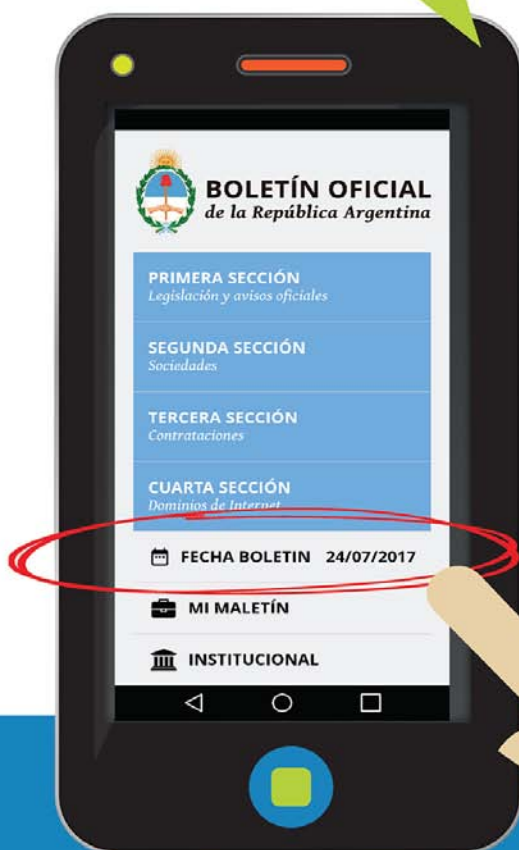 BOLETÍN OFICIAL
de la República Argentina
PRIMERA SECCIÓN
Legislación y avisos oficiales
SEGUNDA SECCIÓN
Sociedades
TERCERA SECCIÓN
Contrataciones
CUARTA SECCIÓN
Dominios de Internet
FECHA BOLETIN 24/07/2017
MI MALETÍN
INSTITUCIONAL